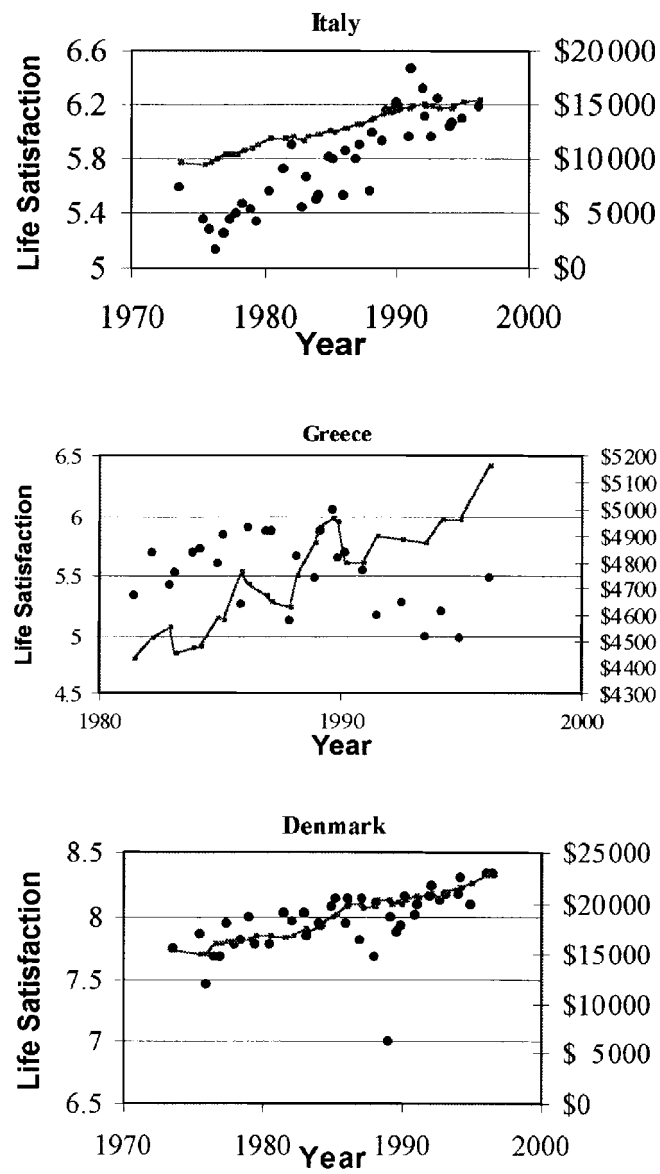 Italy
6.6 $20000
6.2 $15000
5.8 $10000
5.4 $ 5000
5 $0
1970 1980 1990 2000
Year
Life Satisfaction
Greece
6.5 $5200
$5100
6 $5000
$4900
$4800
5.5 $4700
$4600
5 $4500
$4400
4.5 $4300
1980 1990 2000
Year
Life Satisfaction
Denmark
8.5 $25000
8 $20000
7.5 $15000
$10000
7 $ 5000
6.5 $0
1970 1980 1990 2000
Year
Life Satisfaction